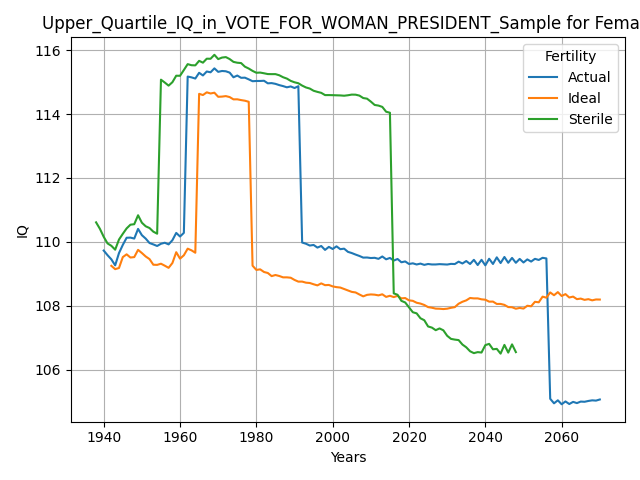 Upper_Quartile_IQ_in_VOTE_FOR_WOMAN_PRESIDENT_Sample for Fema
Fertility
Actual
Ideal
Sterile
IQ
116
114
112
110
108
106
1940
1960
1980
2000
2020
2040
2060
Years